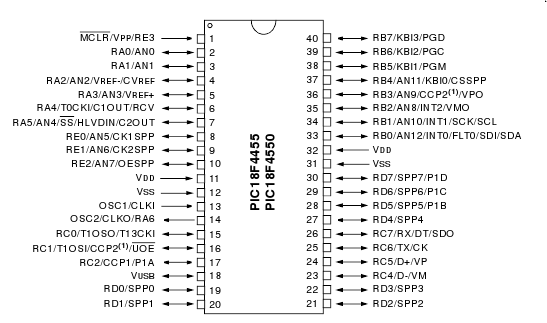 MCLR/VPP/RE3 1
RA0/AN0 2
RA1/AN1 3
RA2/AN2/VREF-/CVREF 4
RA3/AN3/VREF+ 5
RA4/T0CKI/C1OUT/RCV 6
RA5/AN4/SS/HLVDIN/C2OUT 7
RE0/AN5/CK1SPP 8
RE1/AN6/CK2SPP 9
RE2/AN7/OESPP 10
VDD 11
VSS 12
OSC1/CLKI 13
OSC2/CLKO/RA6 14
RC0/T1OSO/T13CKI 15
RC1/T1OSI/CCP2(1)/UOE 16
RC2/CCP1/P1A 17
VUSB 18
RD0/SPP0 19
RD1/SPP1 20
PIC18F4455
PIC18F4550
40 RB7/KBI3/PGD
39 RB6/KBI2/PGC
38 RB5/KBI1/PGM
37 RB4/AN11/KBI0/CSSPP
36 RB3/AN9/CCP2(1)/VPO
35 RB2/AN8/INT2/VMO
34 RB1/AN10/INT1/SCK/SCL
33 RB0/AN12/INT0/FLT0/SDI/SDA
32 VDD
31 VSS
30 RD7/SPP7/P1D
29 RD6/SPP6/P1C
28 RD5/SPP5/P1B
27 RD4/SPP4
26 RC7/RX/DT/SDO
25 RC6/TX/CK
24 RC5/D+/VP
23 RC4/D-/VM
22 RD3/SPP3
21 RD2/SPP2